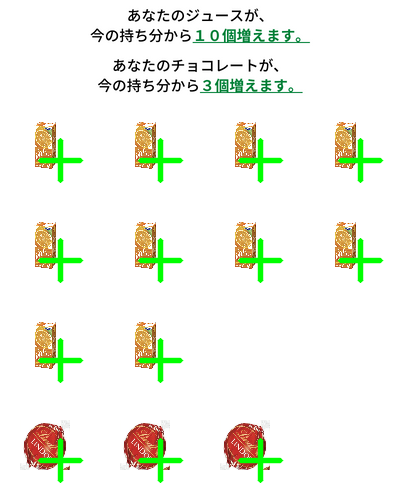 あなたのジュースが、
今の持ち分から１０個増えます。
あなたのチョコレートが、
今の持ち分から３個増えます。